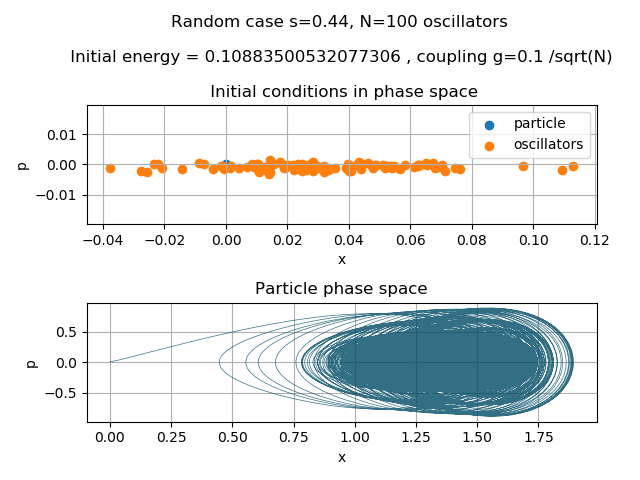 Random case s=0.44, N=100 oscillators
Initial energy = 0.10883500532077306 , coupling g=0.1 /sqrt(N)
Initial conditions in phase space
particle
oscillators
p
0.01
0.00
−0.01
−0.04 −0.02 0.00 0.02 0.04 0.06 0.08 0.10 0.12
x
Particle phase space
p
0.5
0.0
−0.5
0.00 0.25 0.50 0.75 1.00 1.25 1.50 1.75
x